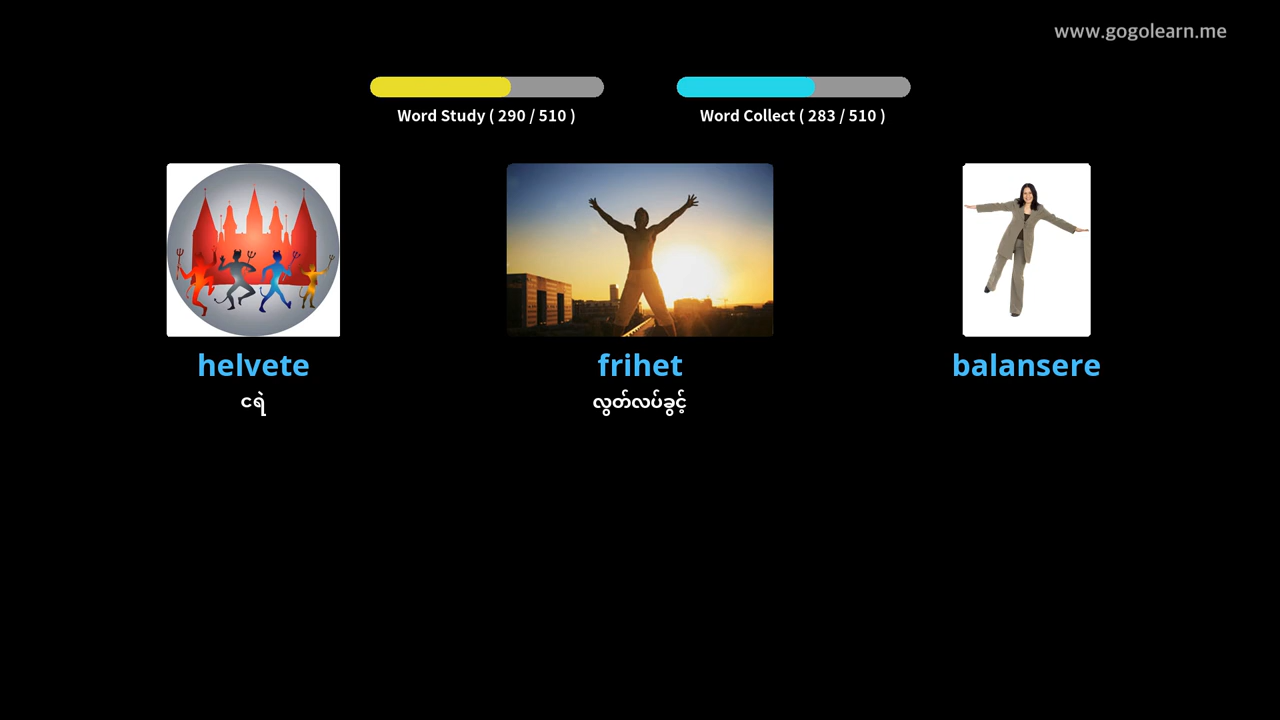 www.gogolearn.me
Word Study ( 290 / 510 )
Word Collect ( 283 / 510 )
helvete
ငရဲ
frihet
လွတ်လပ်ခွင့်
balansere